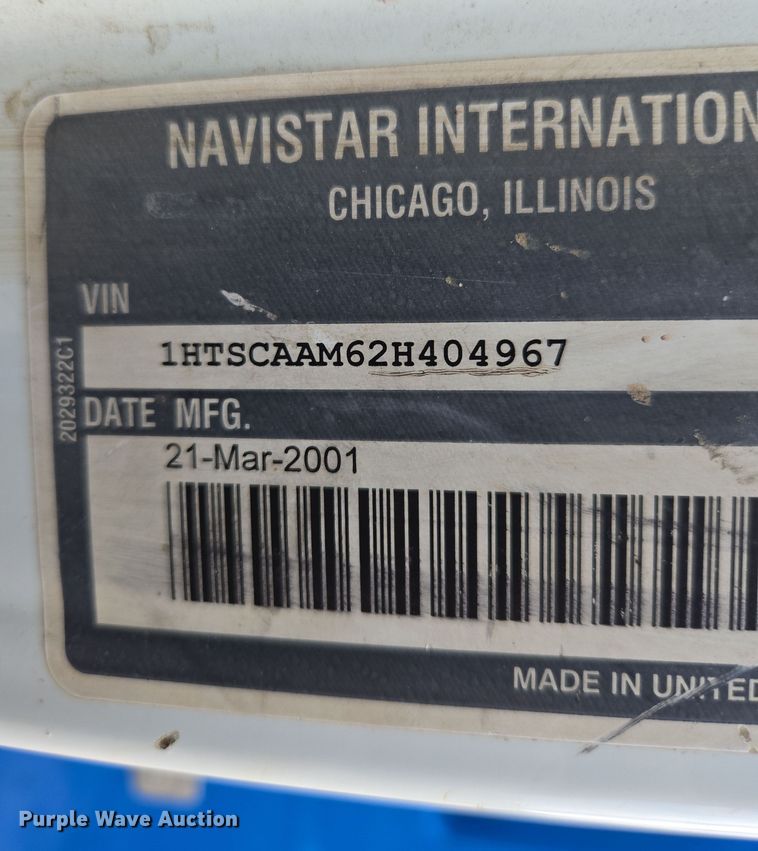 NAVISTAR INTERNATION
CHICAGO, ILLINOIS
VIN
1HTSCAAM62H404967
2029322C1
DATE MFG.
21-Mar-2001
MADE IN UNITED
Purple Wave Auction